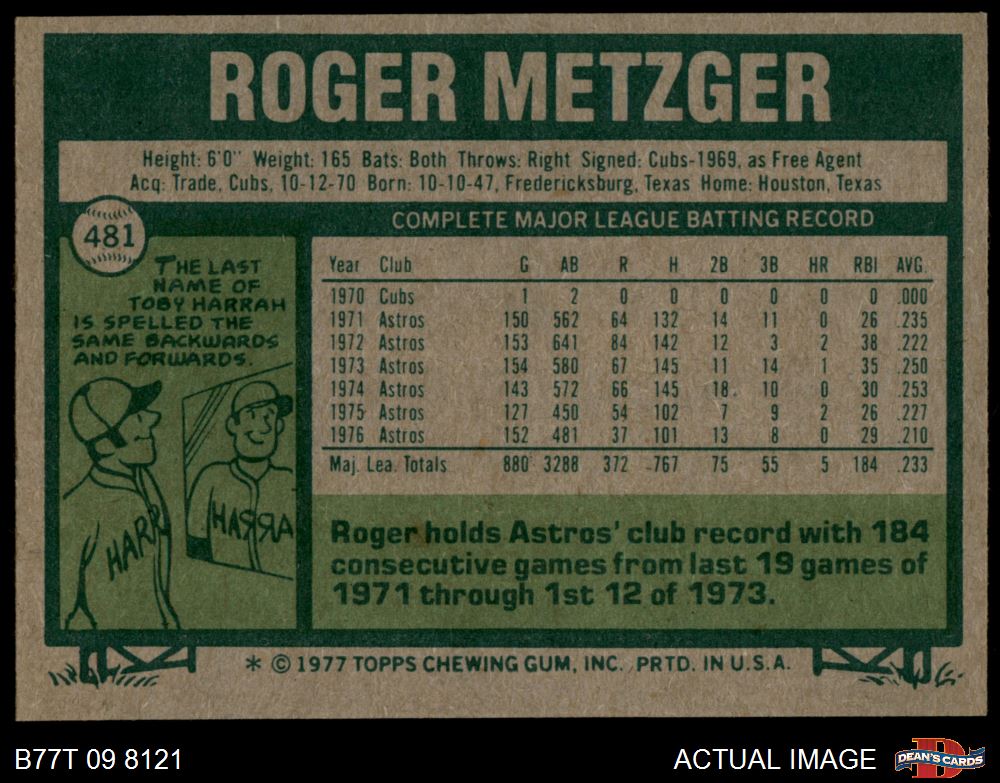 ROGER METZGER
Height: 6'0" Weight: 165 Bats: Both Throws: Right Signed: Cubs-1969, as Free Agent
Acq: Trade, Cubs, 10-12-70 Born: 10-10-47, Fredericksburg, Texas Home: Houston, Texas
481
THE LAST
NAME OF
TOBY HARRAH
IS SPELLED THE
SAME BACKWARDS
AND FORWARDS.
HARR
HARRA
COMPLETE MAJOR LEAGUE BATTING RECORD
Year Club G AB R H 2B 3B HR RBI AVG.
1970 Cubs 1 2 0 0 0 0 0 0 .000
1971 Astros 150 562 64 132 14 11 0 26 .235
1972 Astros 153 641 84 142 12 3 2 38 .222
1973 Astros 154 580 67 145 11 14 1 35 .250
1974 Astros 143 572 66 145 18 10 0 30 .253
1975 Astros 127 450 54 102 7 9 2 26 .227
1976 Astros 152 481 37 101 13 8 0 29 .210
Maj. Lea. Totals 880 3288 372 767 75 55 5 184 .233
Roger holds Astros' club record with 184
consecutive games from last 19 games of
1971 through 1st 12 of 1973.
* © 1977 TOPPS CHEWING GUM, INC. PRTD. IN U.S.A.
B77T 09 8121
ACTUAL IMAGE
D
DEAN'S CARDS